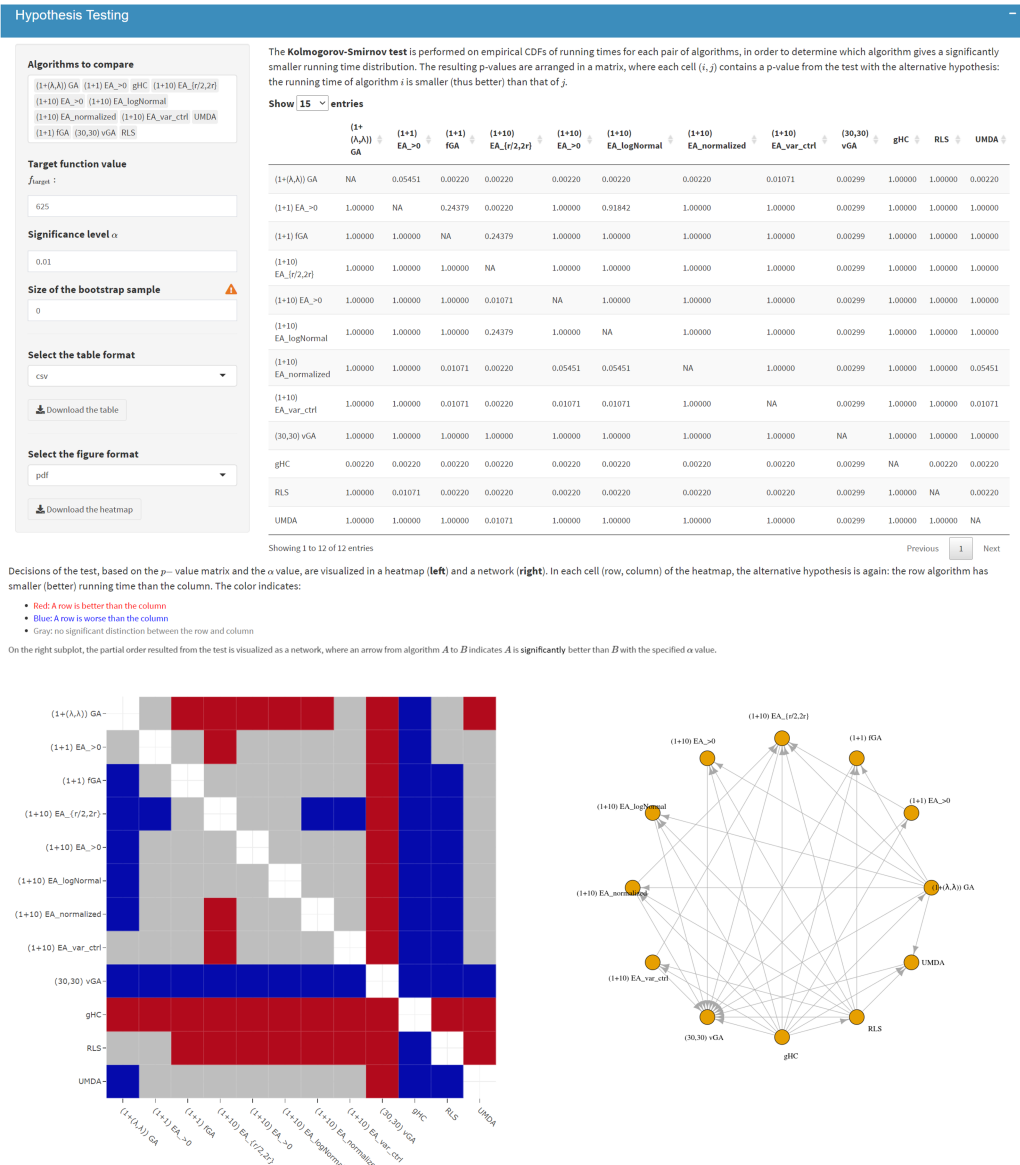 Hypothesis Testing
Algorithms to compare
(1+(λ,λ)) GA (1+1) EA_>0 gHC (1+10) EA_{r/2,2r}
(1+10) EA_>0 (1+10) EA_logNormal
(1+10) EA_normalized (1+10) EA_var_ctrl UMDA
(1+1) fGA (30,30) vGA RLS
Target function value
f_target :
625
Significance level α
0.01
Size of the bootstrap sample
0
Select the table format
csv
Download the table
Select the figure format
pdf
Download the heatmap
The Kolmogorov-Smirnov test is performed on empirical CDFs of running times for each pair of algorithms, in order to determine which algorithm gives a significantly
smaller running time distribution. The resulting p-values are arranged in a matrix, where each cell (i, j) contains a p-value from the test with the alternative hypothesis:
the running time of algorithm i is smaller (thus better) than that of j.
Show 15 entries
(1+(λ,λ)) GA (1+1) EA_>0 (1+1) fGA (1+10) EA_{r/2,2r} (1+10) EA_>0 (1+10) EA_logNormal (1+10) EA_normalized (1+10) EA_var_ctrl (30,30) vGA gHC RLS UMDA
(1+(λ,λ)) GA NA 0.05451 0.00220 0.00220 0.00220 0.00220 0.00220 0.01071 0.00299 1.00000 1.00000 0.00220
(1+1) EA_>0 1.00000 NA 0.24379 0.00220 1.00000 0.91842 1.00000 1.00000 0.00299 1.00000 1.00000 1.00000
(1+1) fGA 1.00000 1.00000 NA 0.24379 1.00000 1.00000 1.00000 1.00000 0.00299 1.00000 1.00000 1.00000
(1+10) EA_{r/2,2r} 1.00000 1.00000 1.00000 NA 1.00000 1.00000 1.00000 1.00000 0.00299 1.00000 1.00000 1.00000
(1+10) EA_>0 1.00000 1.00000 1.00000 0.01071 NA 1.00000 1.00000 1.00000 0.00299 1.00000 1.00000 1.00000
(1+10) EA_logNormal 1.00000 1.00000 1.00000 0.24379 1.00000 NA 1.00000 1.00000 0.00299 1.00000 1.00000 1.00000
(1+10) EA_normalized 1.00000 1.00000 0.01071 0.00220 0.05451 0.05451 NA 1.00000 0.00299 1.00000 1.00000 0.05451
(1+10) EA_var_ctrl 1.00000 1.00000 0.01071 0.00220 0.01071 0.01071 1.00000 NA 0.00299 1.00000 1.00000 0.01071
(30,30) vGA 1.00000 1.00000 1.00000 1.00000 1.00000 1.00000 1.00000 1.00000 NA 1.00000 1.00000 1.00000
gHC 0.00220 0.00220 0.00220 0.00220 0.00220 0.00220 0.00220 0.00220 0.00299 NA 0.00220 0.00220
RLS 1.00000 0.01071 0.00220 0.00220 0.00220 0.00220 0.00220 0.00220 0.00299 1.00000 NA 0.00220
UMDA 1.00000 1.00000 1.00000 0.01071 1.00000 1.00000 1.00000 1.00000 0.00299 1.00000 1.00000 NA
Showing 1 to 12 of 12 entries
Previous 1 Next
Decisions of the test, based on the p− value matrix and the α value, are visualized in a heatmap (left) and a network (right). In each cell (row, column) of the heatmap, the alternative hypothesis is again: the row algorithm has
smaller (better) running time than the column. The color indicates:
• Red: A row is better than the column
• Blue: A row is worse than the column
• Gray: no significant distinction between the row and column
On the right subplot, the partial order resulted from the test is visualized as a network, where an arrow from algorithm A to B indicates A is significantly better than B with the specified α value.
(1+(λ,λ)) GA
(1+1) EA_>0
(1+1) fGA
(1+10) EA_{r/2,2r}
(1+10) EA_>0
(1+10) EA_logNormal
(1+10) EA_normalized
(1+10) EA_var_ctrl
(30,30) vGA
gHC
RLS
UMDA
(1+(λ,λ)) GA
(1+1) EA_>0
(1+1) fGA
(1+10) EA_{r/2,2r}
(1+10) EA_>0
(1+10) EA_logNorma
(1+10) EA_normalize
(1+10) EA_var_ctrl
(30,30) vGA
gHC
RLS
UMDA
(1+10) EA_{r/2,2r}
(1+10) EA_>0
(1+1) fGA
(1+10) EA_logNormal
(1+1) EA_>0
(1+10) EA_normalized
(1+(λ,λ)) GA
(1+10) EA_var_ctrl
UMDA
(30,30) vGA
RLS
gHC